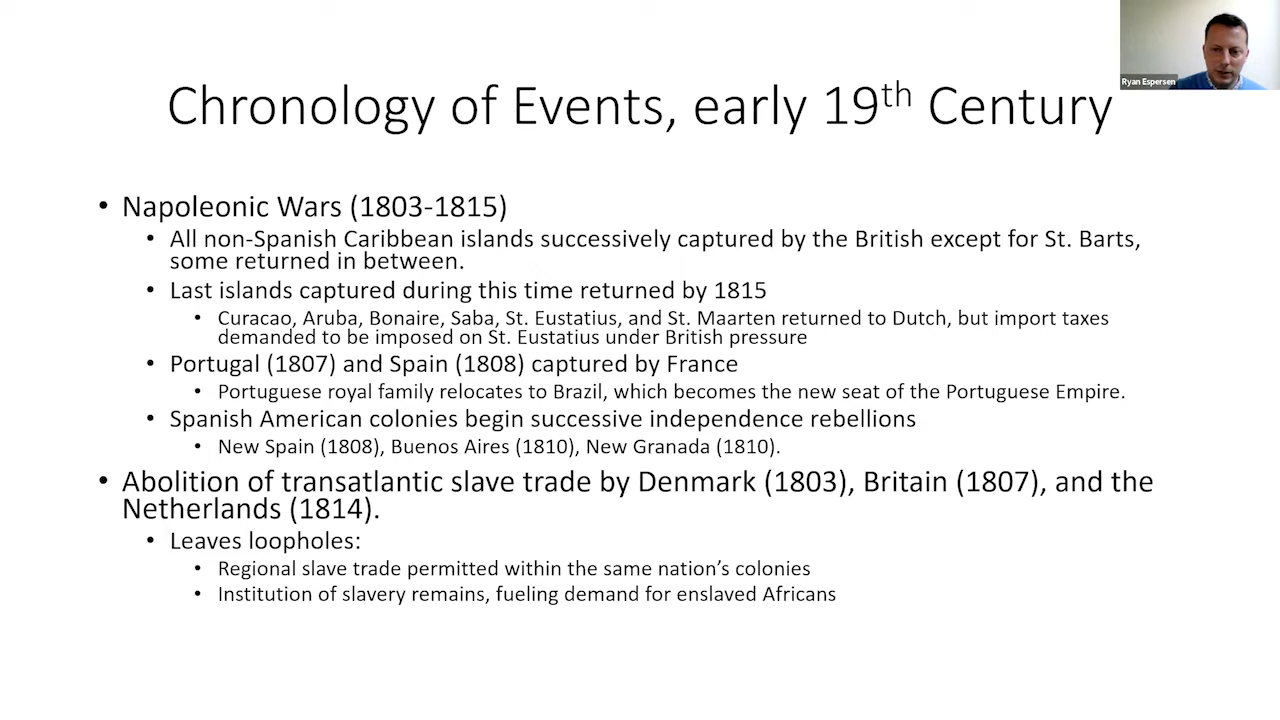 Ryan Espersen
Chronology of Events, early 19th Century
• Napoleonic Wars (1803-1815)
• All non-Spanish Caribbean islands successively captured by the British except for St. Barts,
some returned in between.
• Last islands captured during this time returned by 1815
• Curacao, Aruba, Bonaire, Saba, St. Eustatius, and St. Maarten returned to Dutch, but import taxes
demanded to be imposed on St. Eustatius under British pressure
• Portugal (1807) and Spain (1808) captured by France
• Portuguese royal family relocates to Brazil, which becomes the new seat of the Portuguese Empire.
• Spanish American colonies begin successive independence rebellions
• New Spain (1808), Buenos Aires (1810), New Granada (1810).
• Abolition of transatlantic slave trade by Denmark (1803), Britain (1807), and the
Netherlands (1814).
• Leaves loopholes:
• Regional slave trade permitted within the same nation’s colonies
• Institution of slavery remains, fueling demand for enslaved Africans